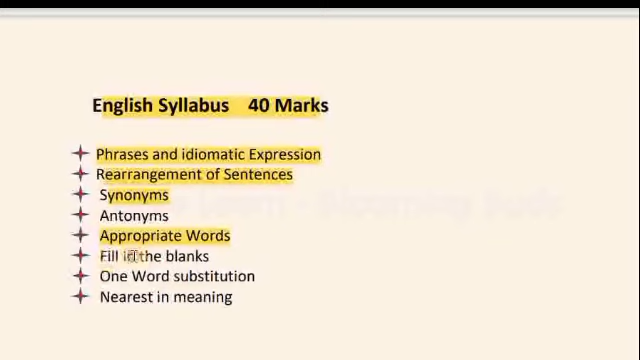 English Syllabus 40 Marks
Phrases and idiomatic Expression
Rearrangement of Sentences
Synonyms
Antonyms
Appropriate Words
Fill in the blanks
One Word substitution
Nearest in meaning